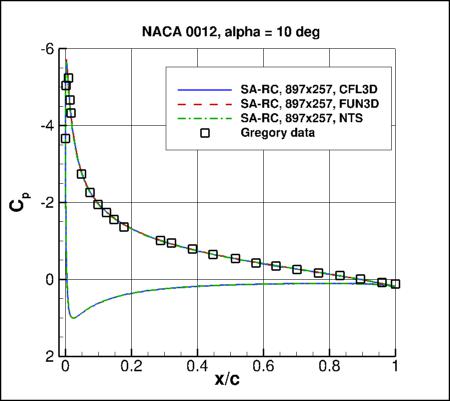 NACA 0012, alpha = 10 deg
SA-RC, 897x257, CFL3D
SA-RC, 897x257, FUN3D
SA-RC, 897x257, NTS
Gregory data
-6
-4
-2
0
2
Cp
0
0.2
0.4
0.6
0.8
1
x/c